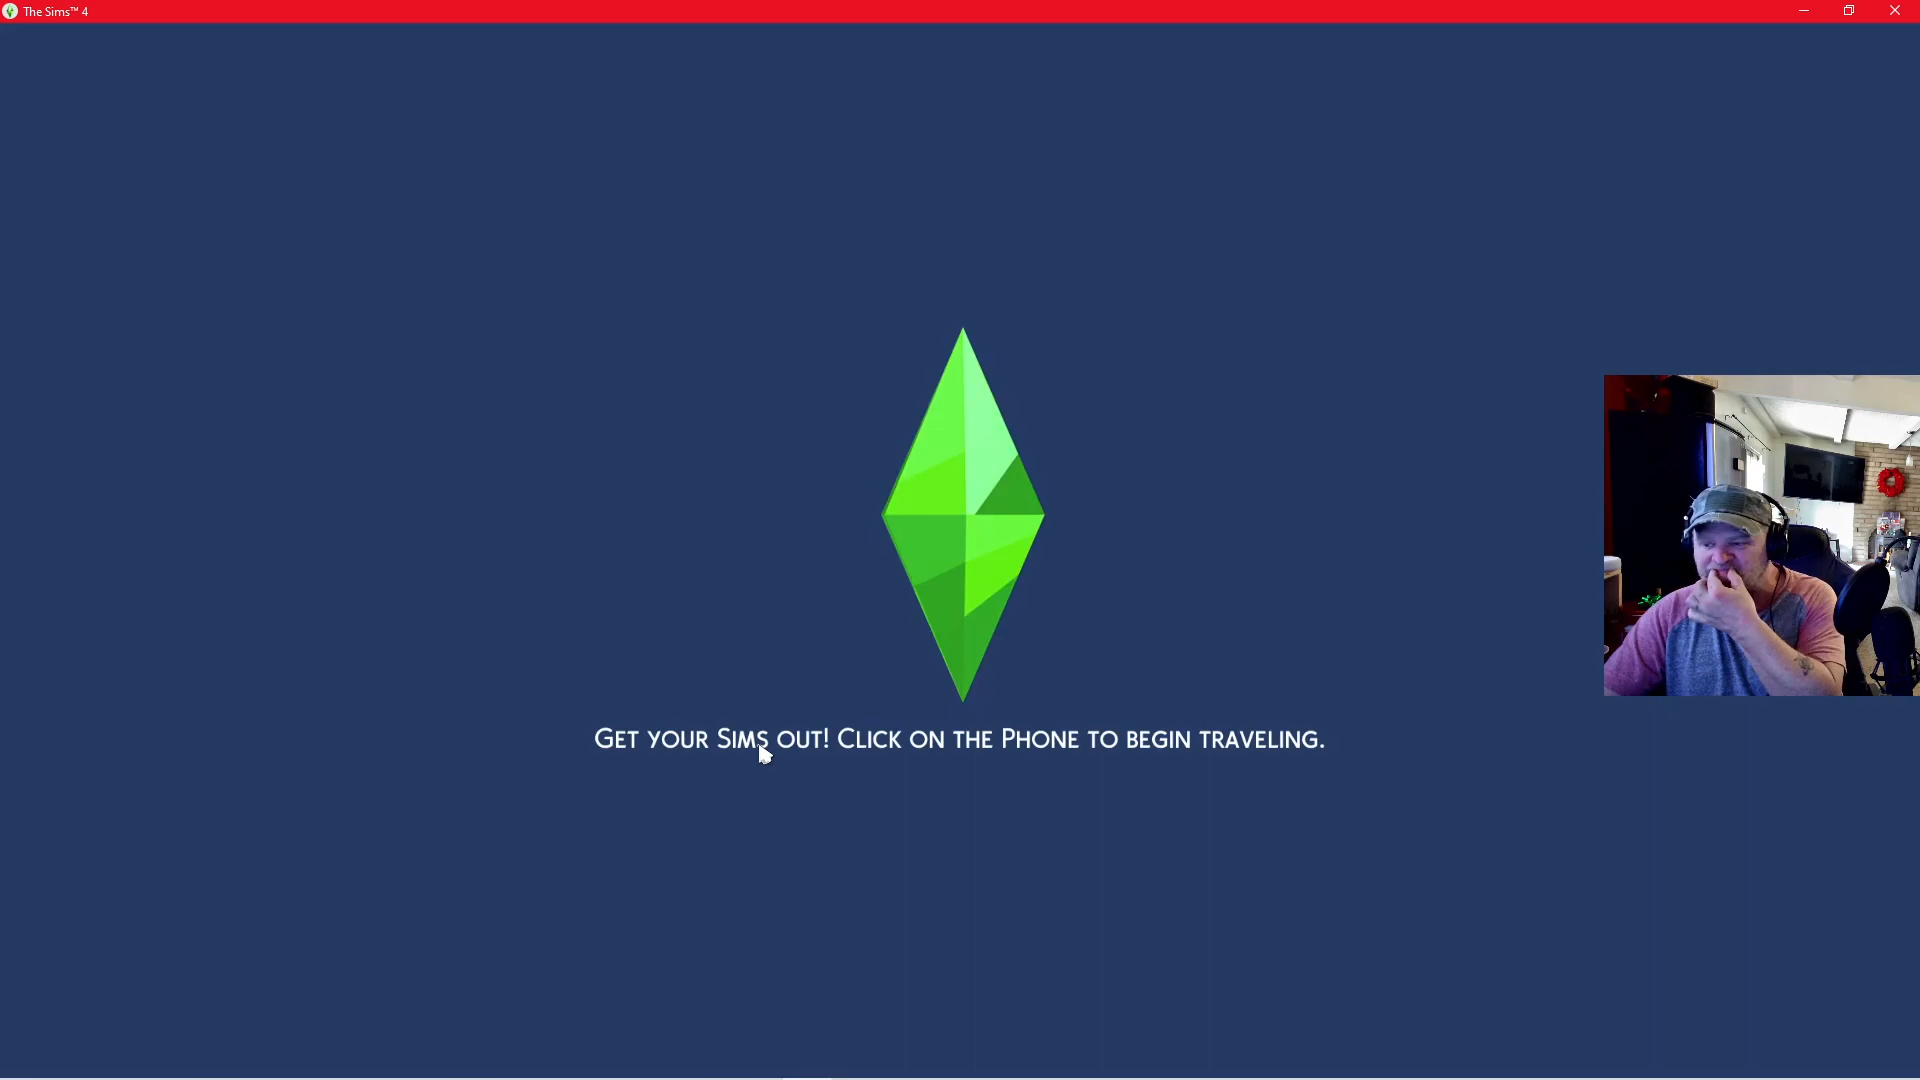 The Sims™ 4
Get your Sims out! Click on the Phone to begin traveling.